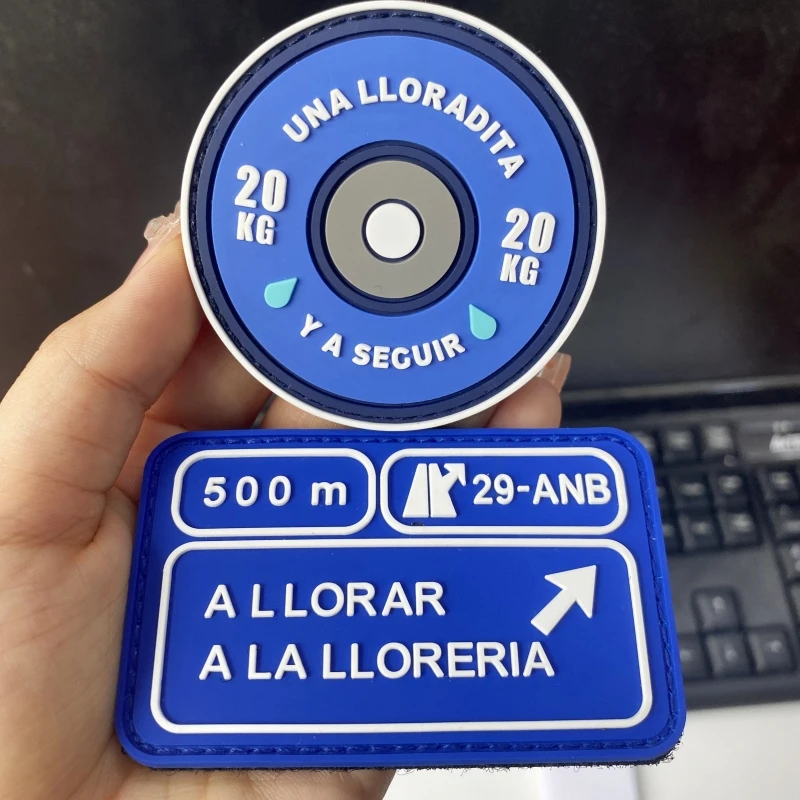 UNA LLORADITA
20 KG
20 KG
Y A SEGUIR
500 m
29-ANB
A LLORAR
A LA LLORERIA